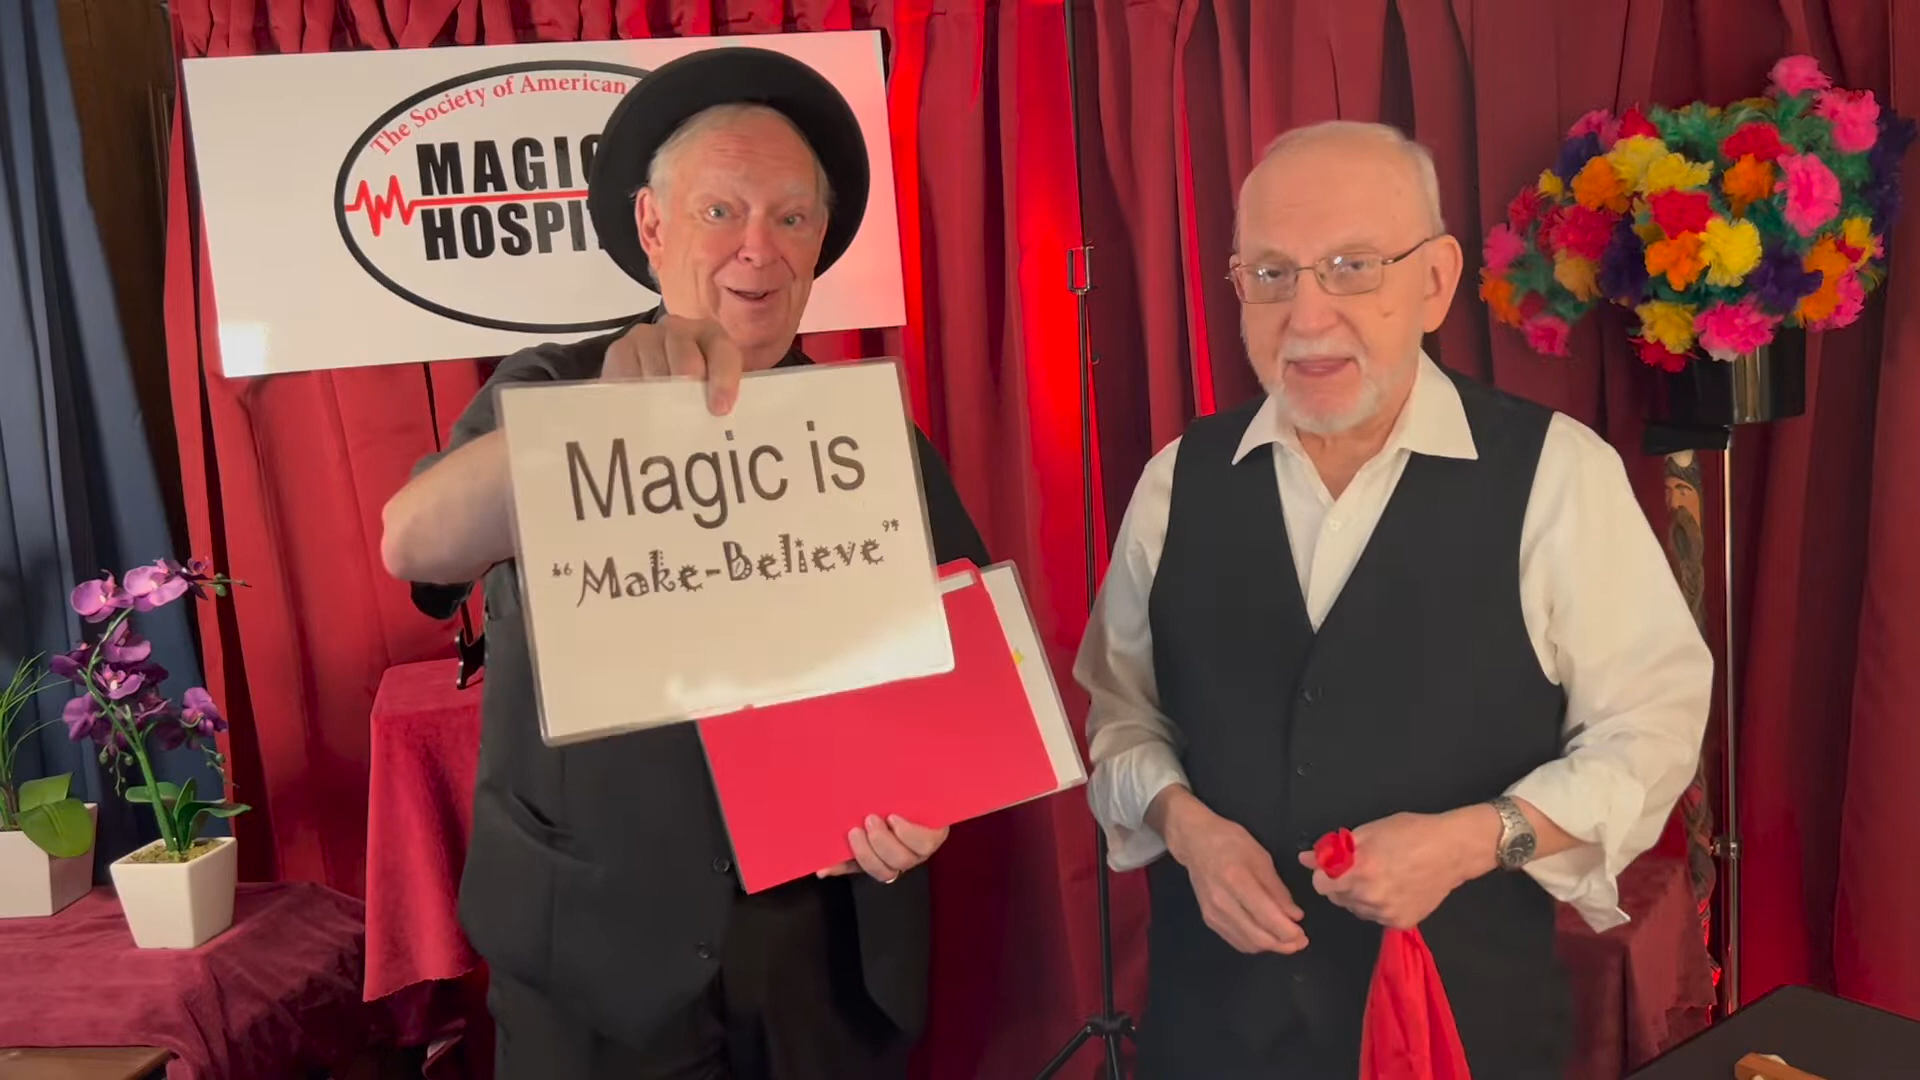 The Society of American
MAGIC
HOSPI
Magic is
"Make-Believe"